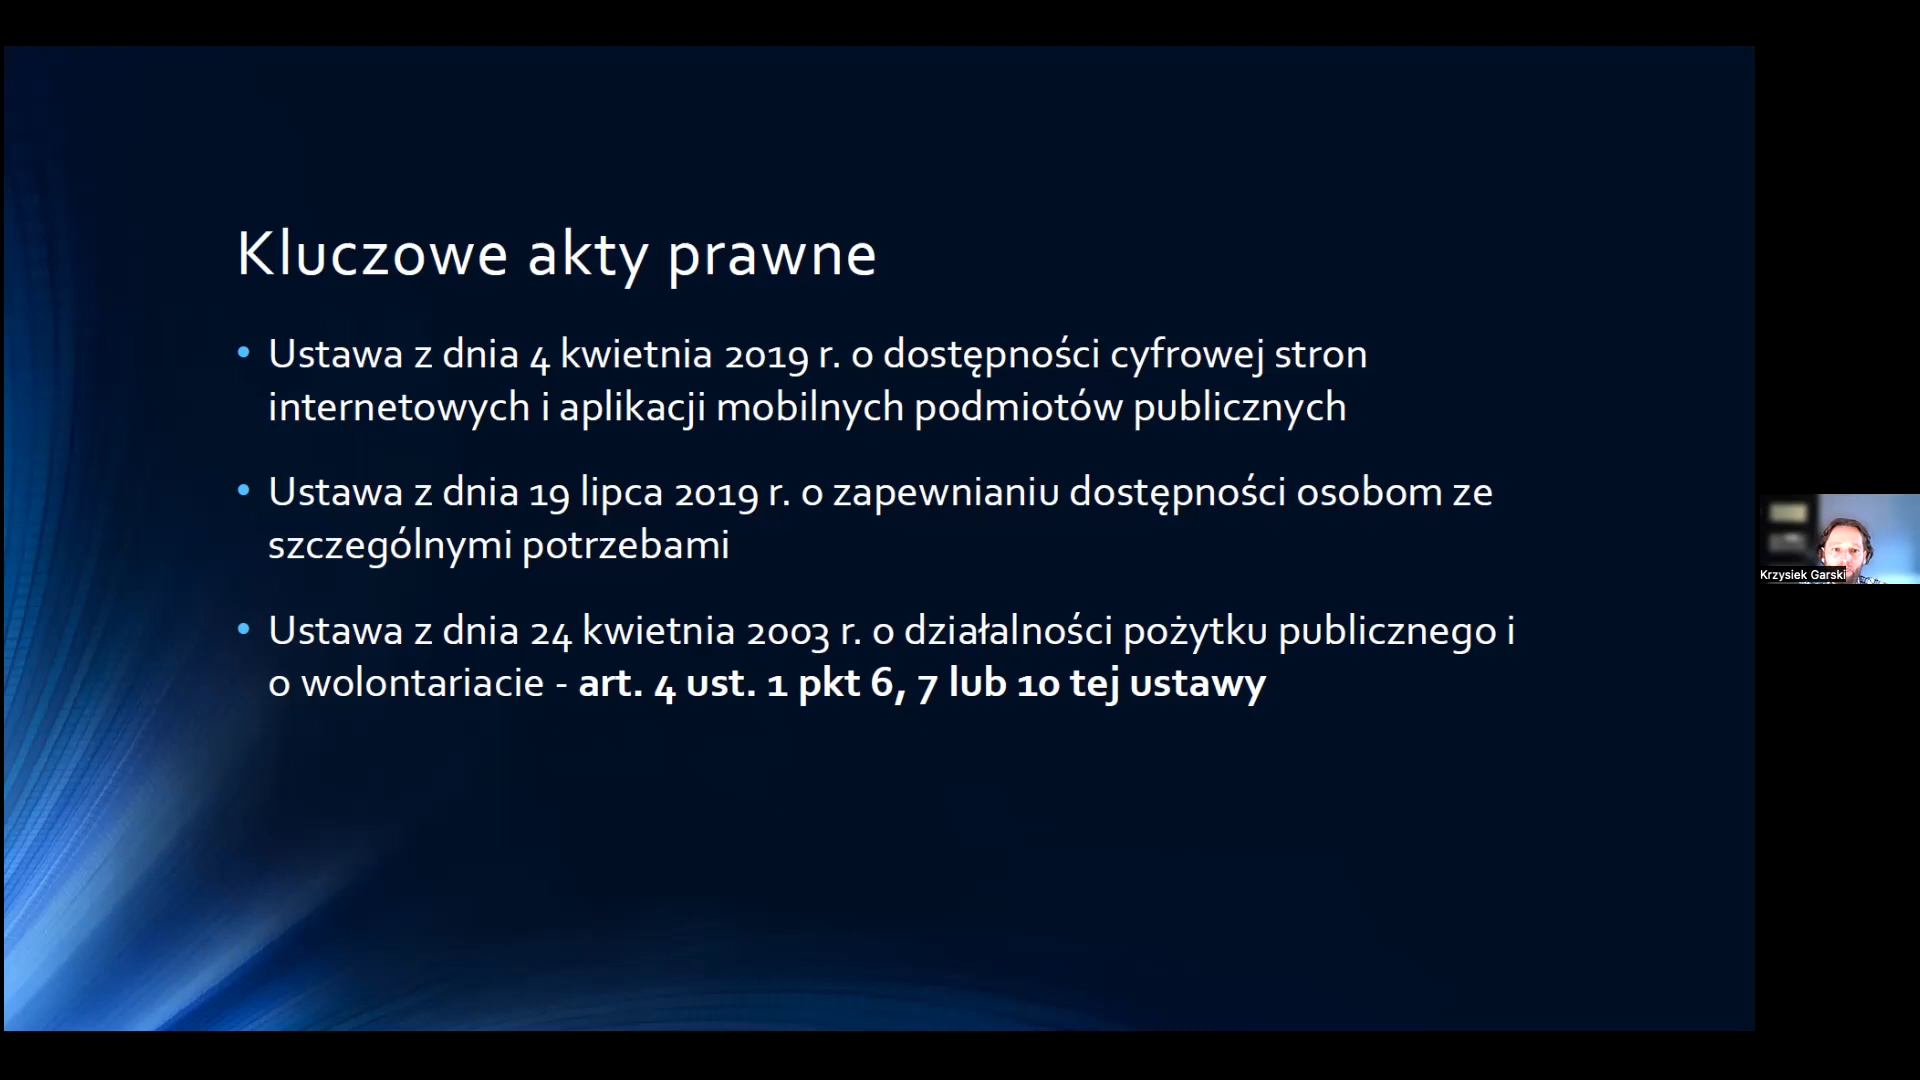 Kluczowe akty prawne
• Ustawa z dnia 4 kwietnia 2019 r. o dostępności cyfrowej stron
internetowych i aplikacji mobilnych podmiotów publicznych
• Ustawa z dnia 19 lipca 2019 r. o zapewnianiu dostępności osobom ze
szczególnymi potrzebami
• Ustawa z dnia 24 kwietnia 2003 r. o działalności pożytku publicznego i
o wolontariacie - art. 4 ust. 1 pkt 6, 7 lub 10 tej ustawy
Krzysiek Garski